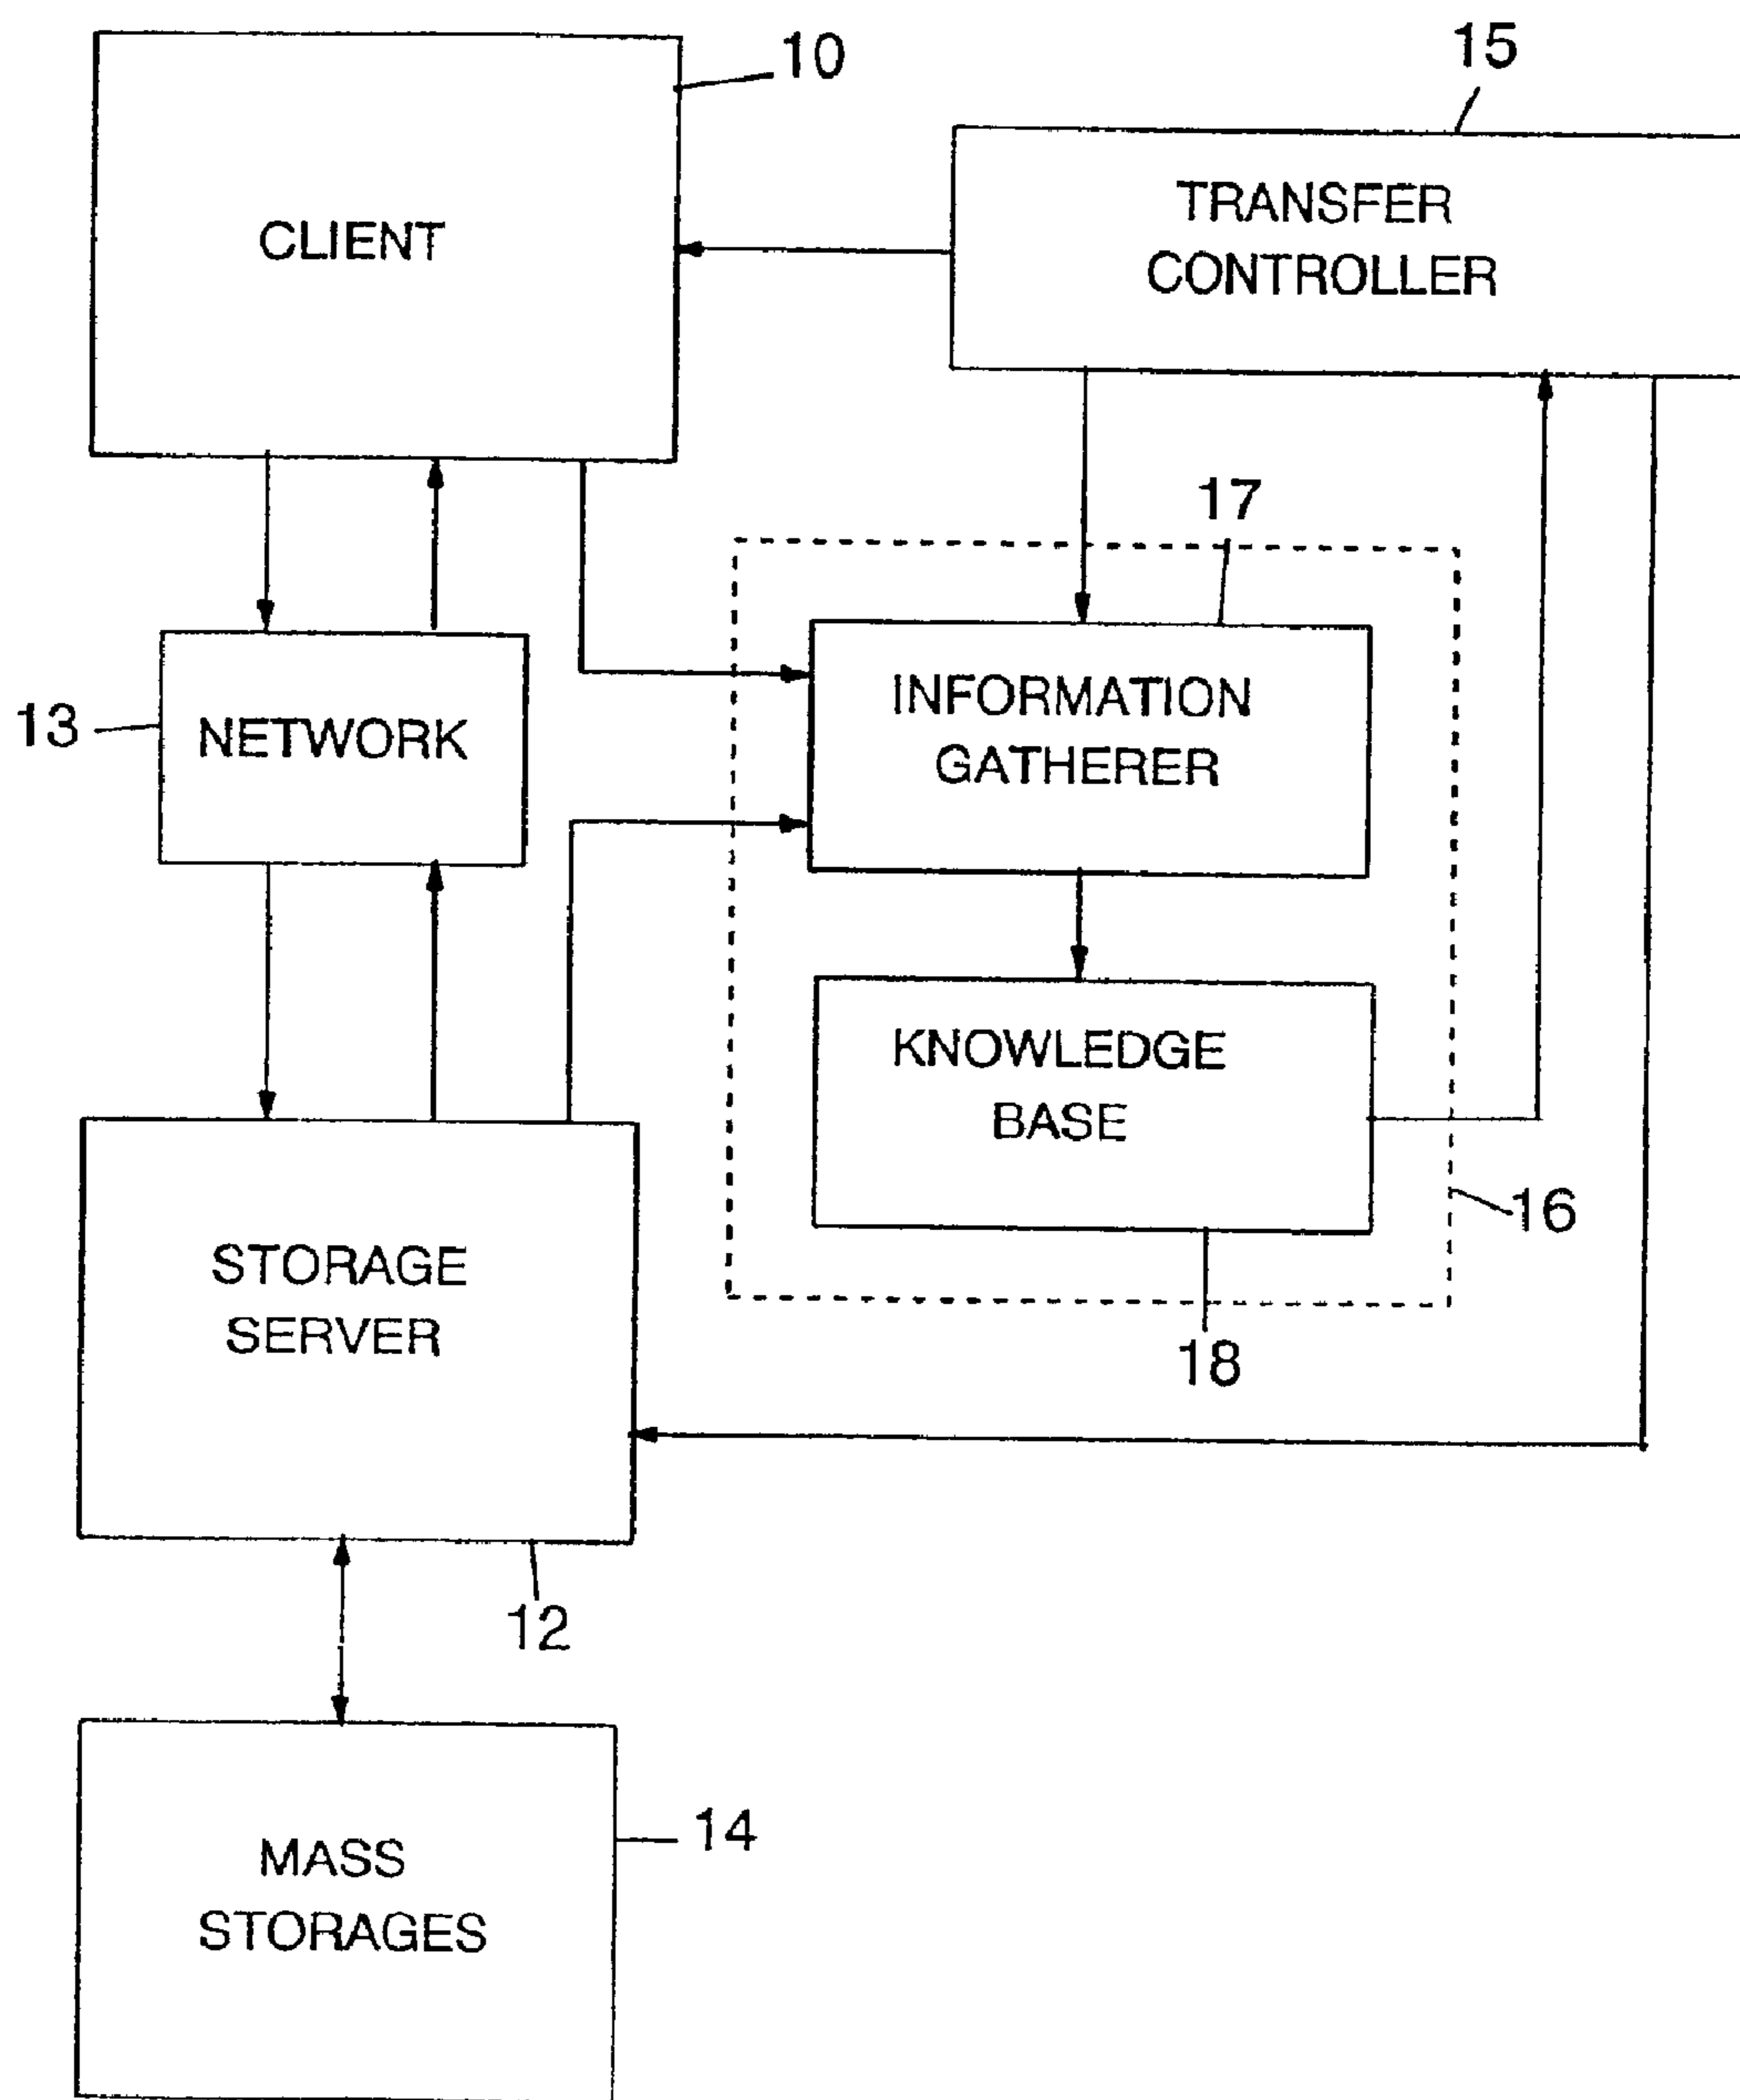 10
15
CLIENT
TRANSFER
CONTROLLER
17
13
NETWORK
INFORMATION
GATHERER
KNOWLEDGE
BASE
16
STORAGE
SERVER
18
12
14
MASS
STORAGES